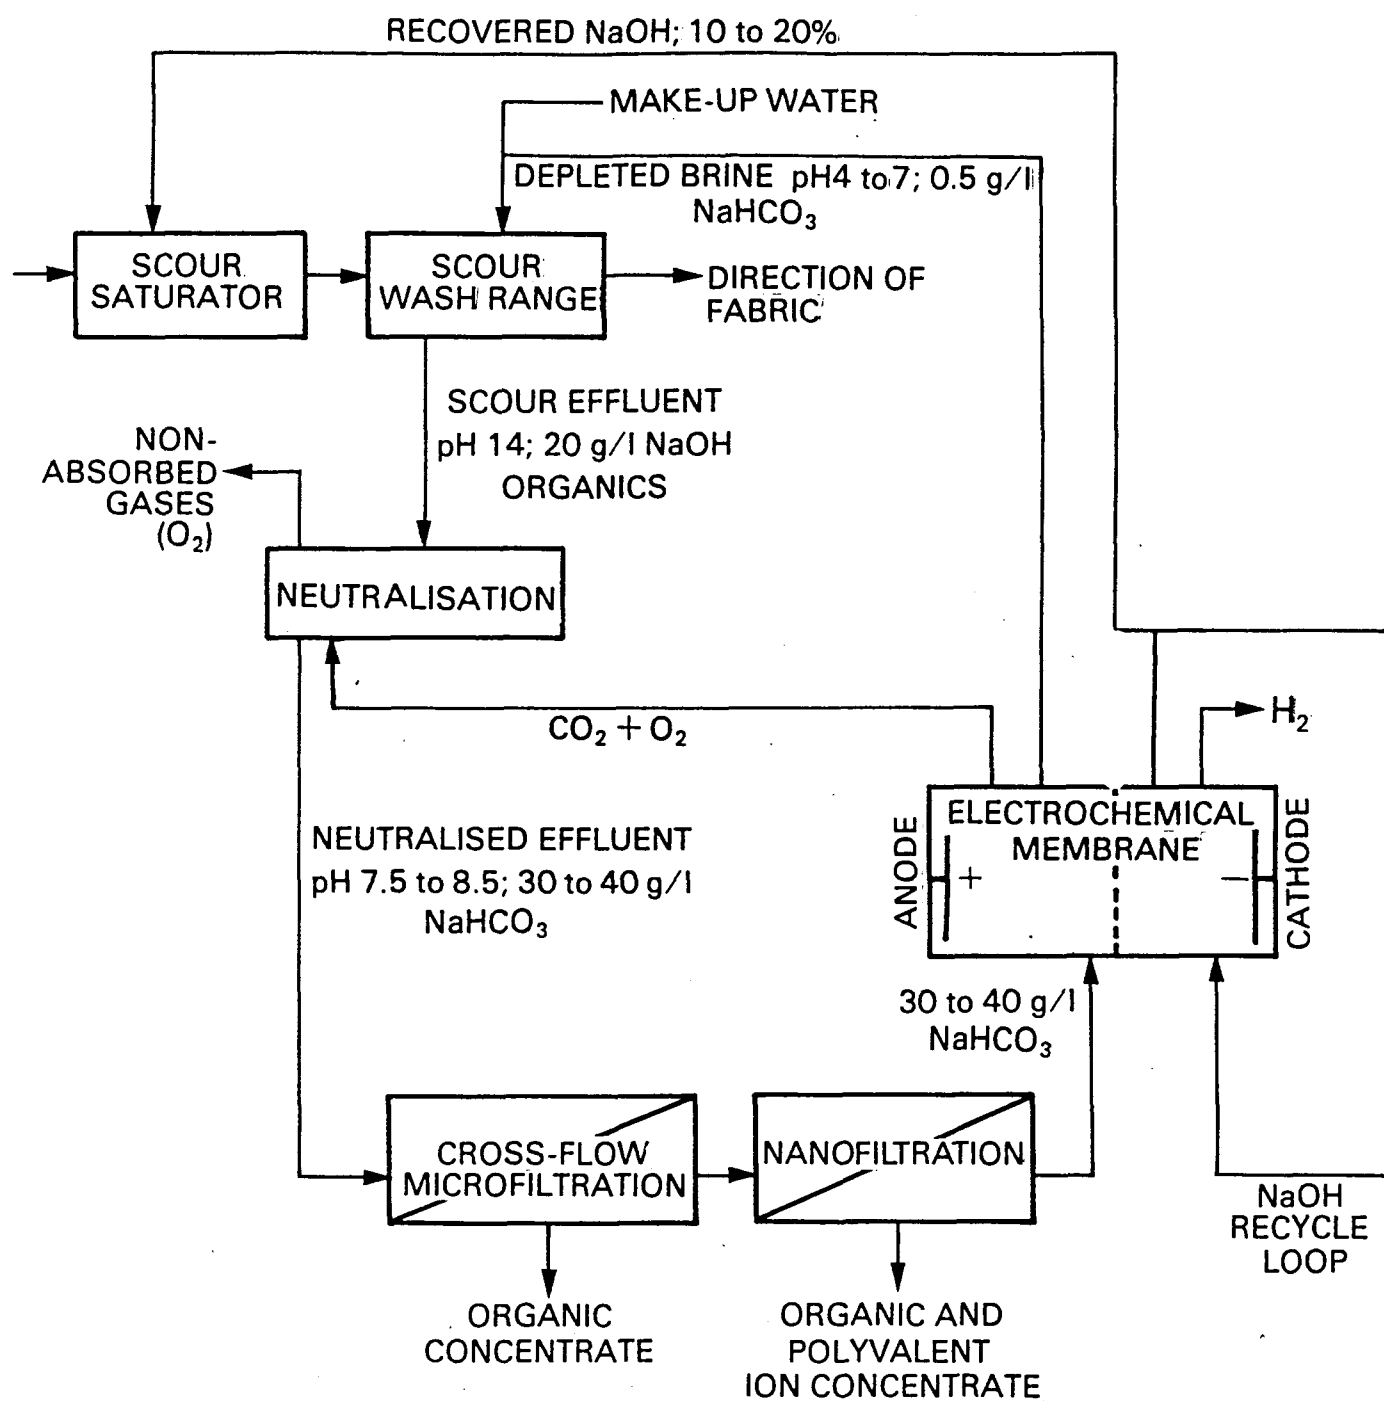 RECOVERED NaOH; 10 to 20%
MAKE-UP WATER
DEPLETED BRINE pH4 to 7; 0.5 g/l
NaHCO₃
SCOUR
SATURATOR
SCOUR
WASH RANGE
DIRECTION OF
FABRIC
SCOUR EFFLUENT
pH 14; 20 g/l NaOH
ORGANICS
NON-
ABSORBED
GASES
(O₂)
NEUTRALISATION
CO₂ + O₂
H₂
ELECTROCHEMICAL
MEMBRANE
ANODE
+
−
CATHODE
NEUTRALISED EFFLUENT
pH 7.5 to 8.5; 30 to 40 g/l
NaHCO₃
30 to 40 g/l
NaHCO₃
CROSS-FLOW
MICROFILTRATION
NANOFILTRATION
NaOH
RECYCLE
LOOP
ORGANIC
CONCENTRATE
ORGANIC AND
POLYVALENT
ION CONCENTRATE